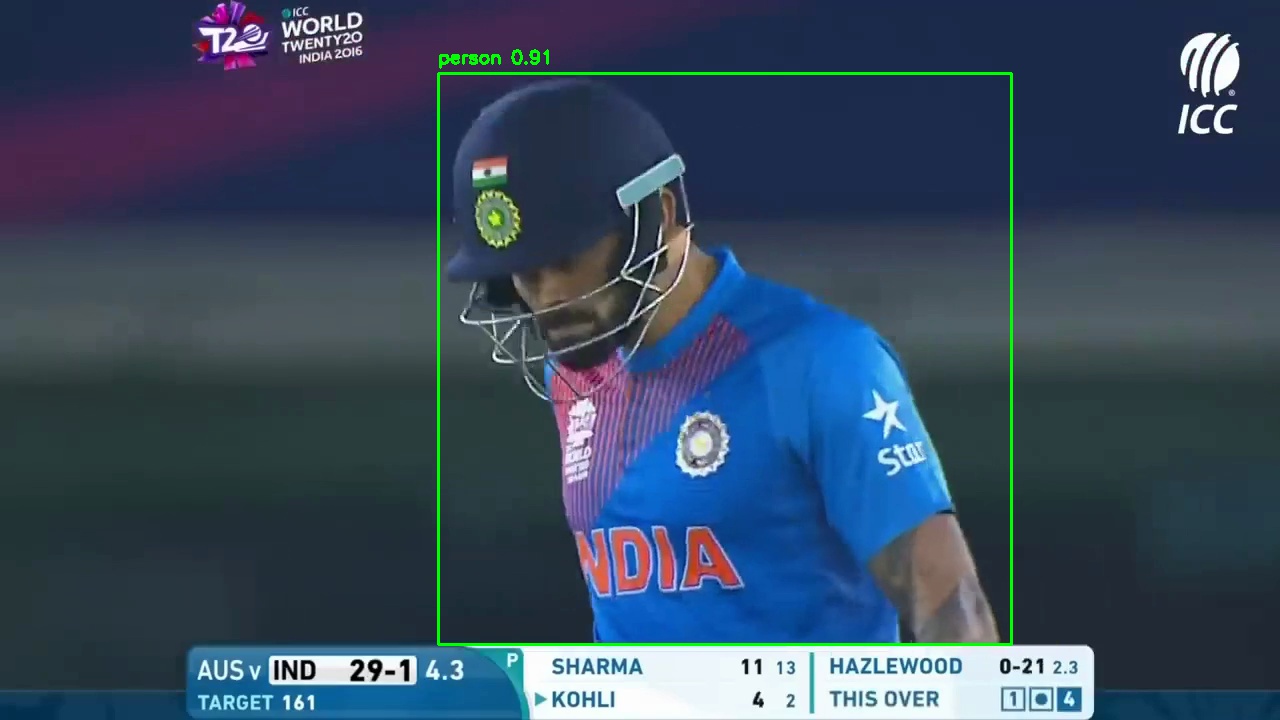 ICC
WORLD
TWENTY20
INDIA 2016
T20
person 0.91
ICC
Star
INDIA
AUS v IND 29-1 4.3 P
TARGET 161
SHARMA 11 13
KOHLI 4 2
HAZLEWOOD 0-21 2.3
THIS OVER 1 4